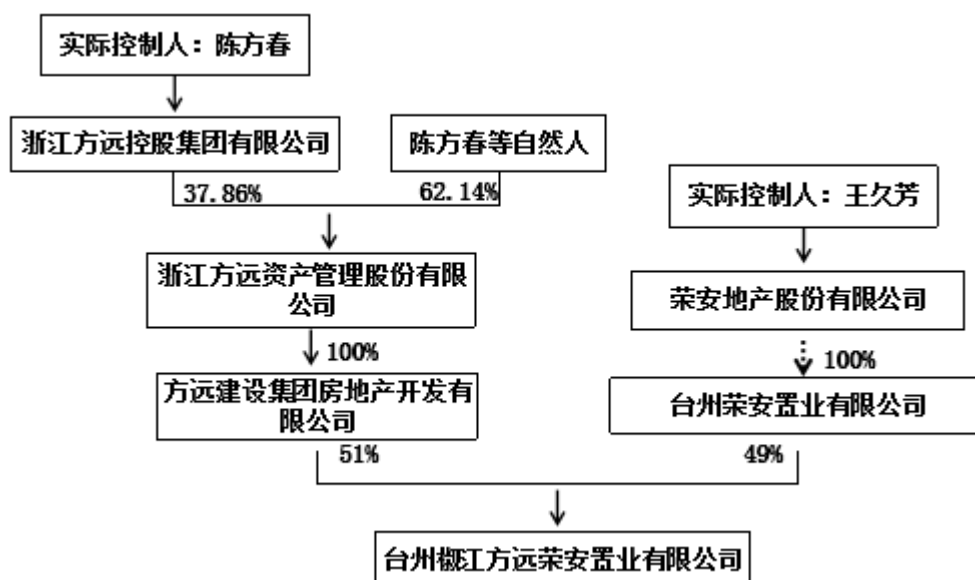 实际控制人：陈方春
浙江方远控股集团有限公司
陈方春等自然人
37.86%
62.14%
实际控制人：王久芳
浙江方远资产管理股份有限
公司
荣安地产股份有限公司
100%
100%
方远建设集团房地产开发有
限公司
台州荣安置业有限公司
51%
49%
台州椒江方远荣安置业有限公司